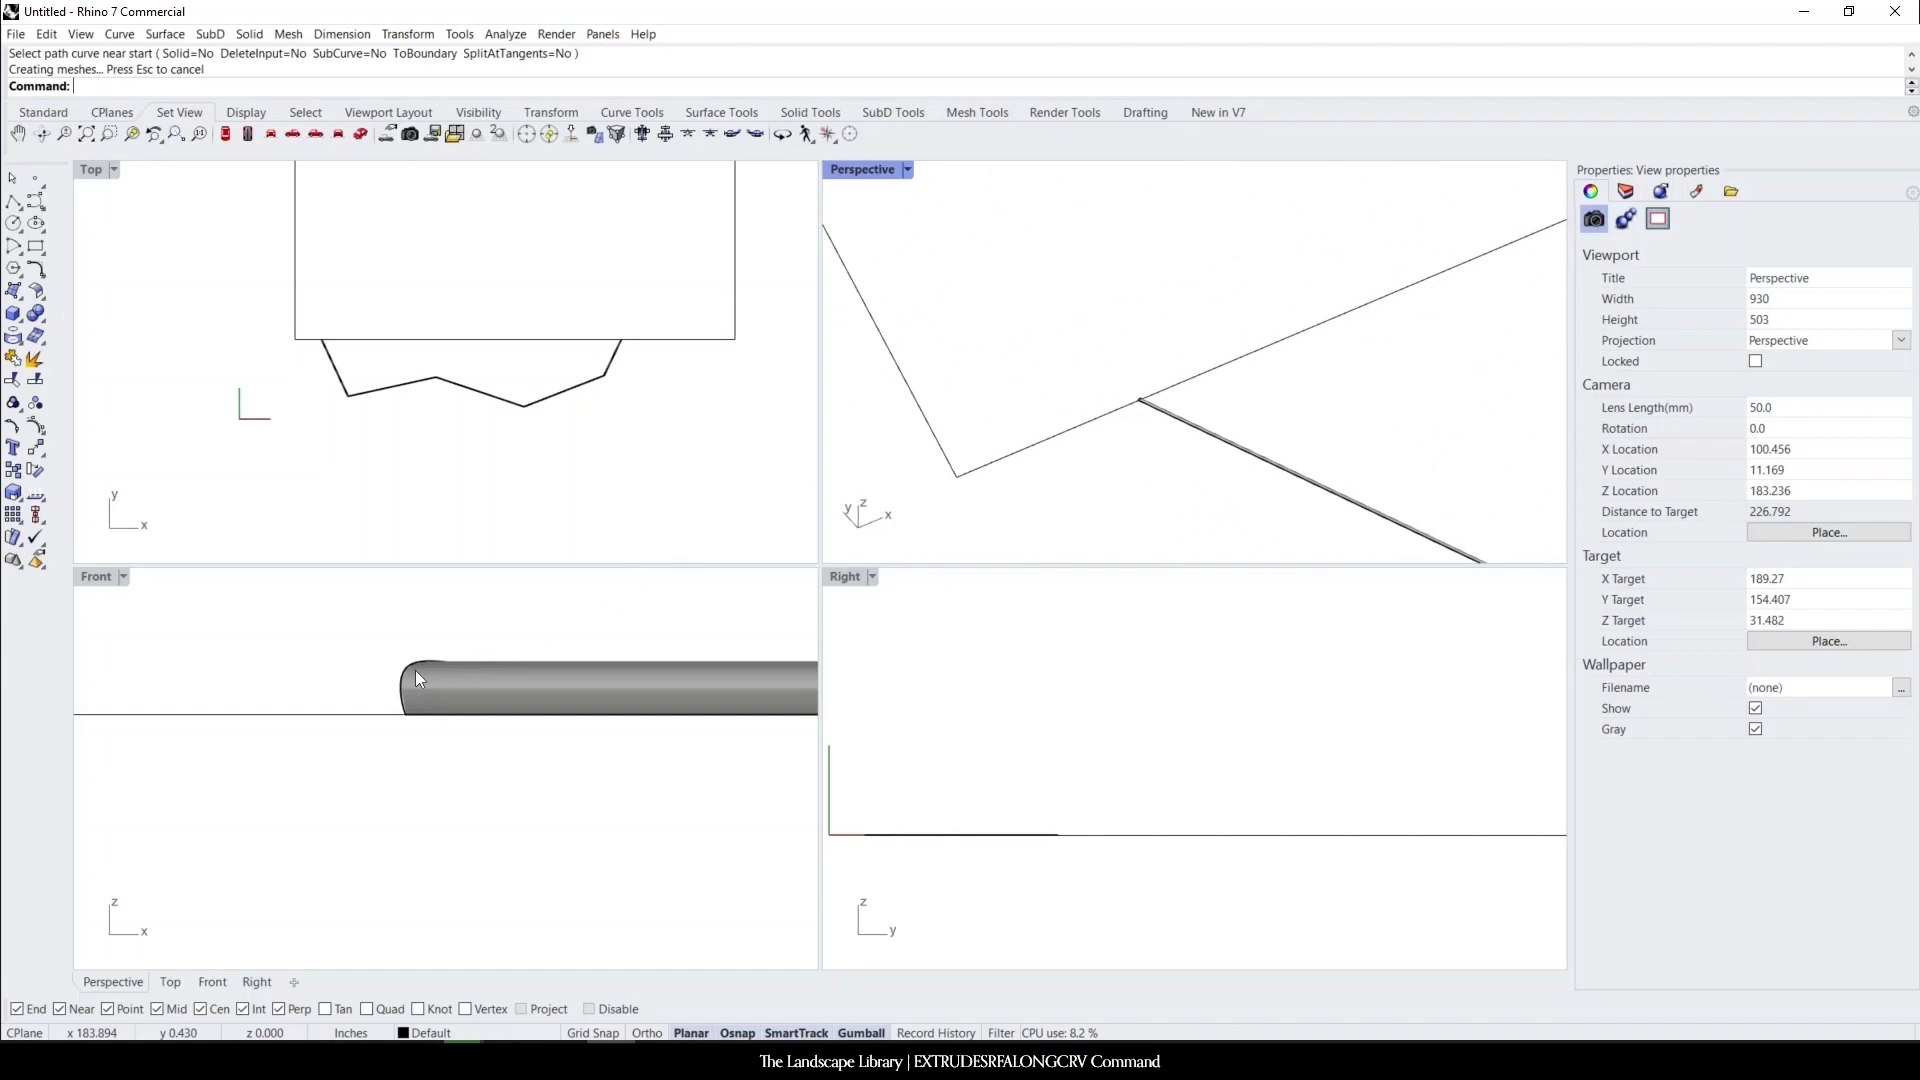 Untitled - Rhino 7 Commercial
File Edit View Curve Surface SubD Solid Mesh Dimension Transform Tools Analyze Render Panels Help
Select path curve near start ( Solid=No DeleteInput=No SubCurve=No ToBoundary SplitAtTangents=No )
Creating meshes... Press Esc to cancel
Command:
Standard CPlanes Set View Display Select Viewport Layout Visibility Transform Curve Tools Surface Tools Solid Tools SubD Tools Mesh Tools Render Tools Drafting New in V7
Top
y
x
Perspective
y z x
Front
z
x
Right
z
y
Properties: View properties
Viewport
Title Perspective
Width 930
Height 503
Projection Perspective
Locked
Camera
Lens Length(mm) 50.0
Rotation 0.0
X Location 100.456
Y Location 11.169
Z Location 183.236
Distance to Target 226.792
Location Place...
Target
X Target 189.27
Y Target 154.407
Z Target 31.482
Location Place...
Wallpaper
Filename (none) ...
Show
Gray
Perspective Top Front Right
End Near Point Mid Cen Int Perp Tan Quad Knot Vertex Project Disable
CPlane x 183.894 y 0.430 z 0.000 Inches Default Grid Snap Ortho Planar Osnap SmartTrack Gumball Record History Filter CPU use: 8.2 %
The Landscape Library | EXTRUDESRFALONGCRV Command